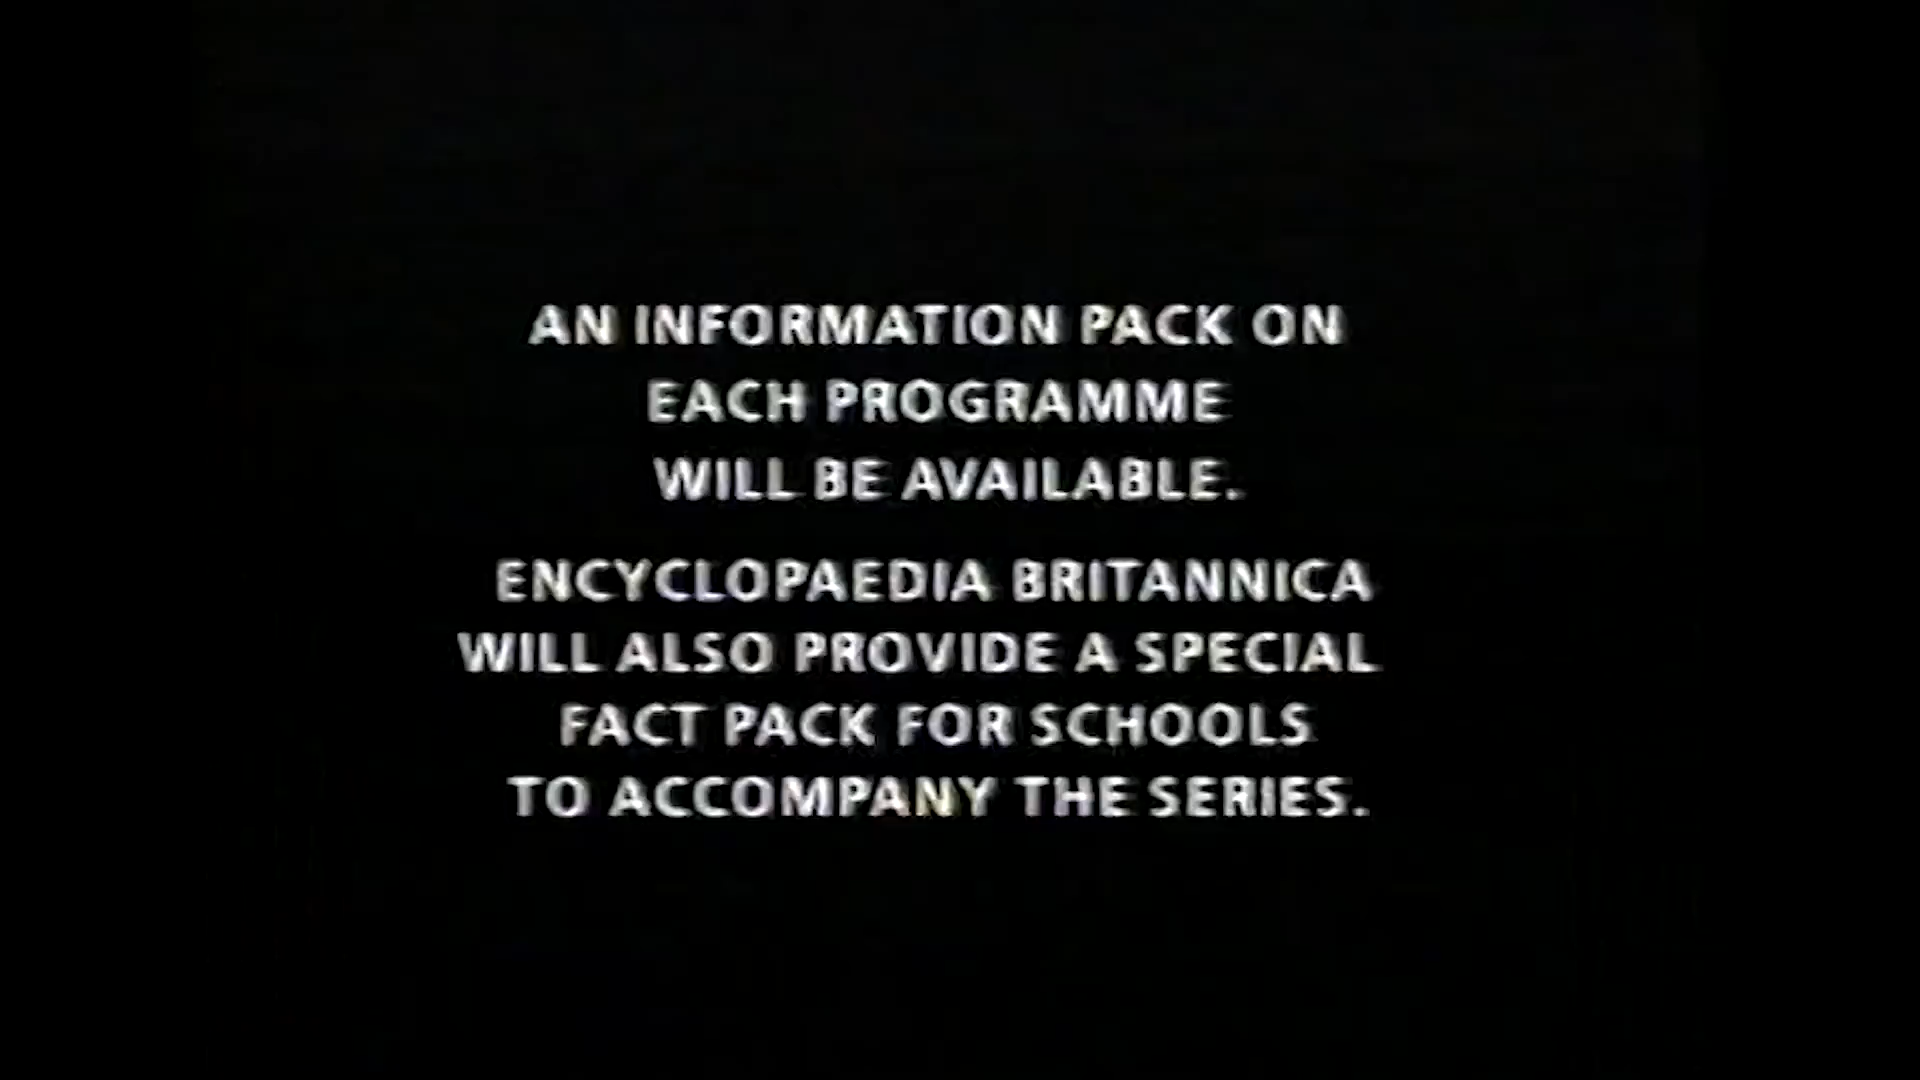 AN INFORMATION PACK ON
EACH PROGRAMME
WILL BE AVAILABLE.
ENCYCLOPAEDIA BRITANNICA
WILL ALSO PROVIDE A SPECIAL
FACT PACK FOR SCHOOLS
TO ACCOMPANY THE SERIES.